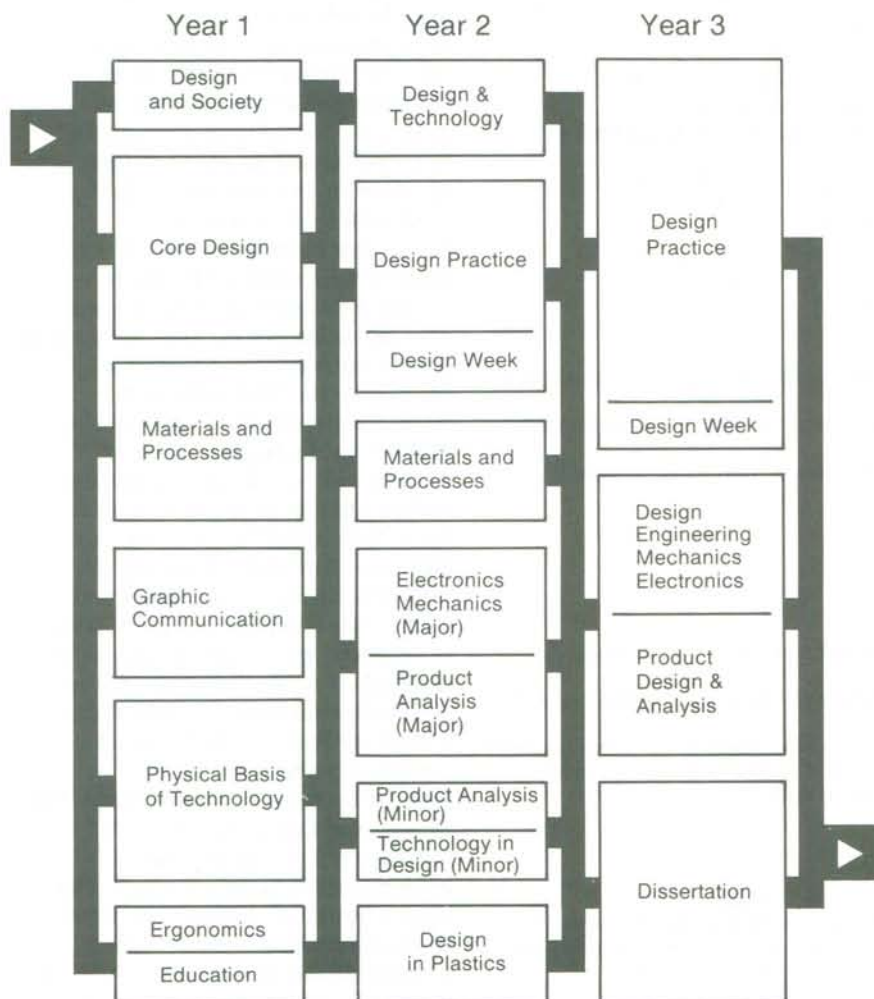 Year 1
Year 2
Year 3
Design
and Society
Core Design
Materials and
Processes
Graphic
Communication
Physical Basis
of Technology
Ergonomics
Education
Design &
Technology
Design Practice
Design Week
Materials and
Processes
Electronics
Mechanics
(Major)
Product
Analysis
(Major)
Product Analysis
(Minor)
Technology in
Design (Minor)
Design
in Plastics
Design
Practice
Design Week
Design
Engineering
Mechanics
Electronics
Product
Design &
Analysis
Dissertation